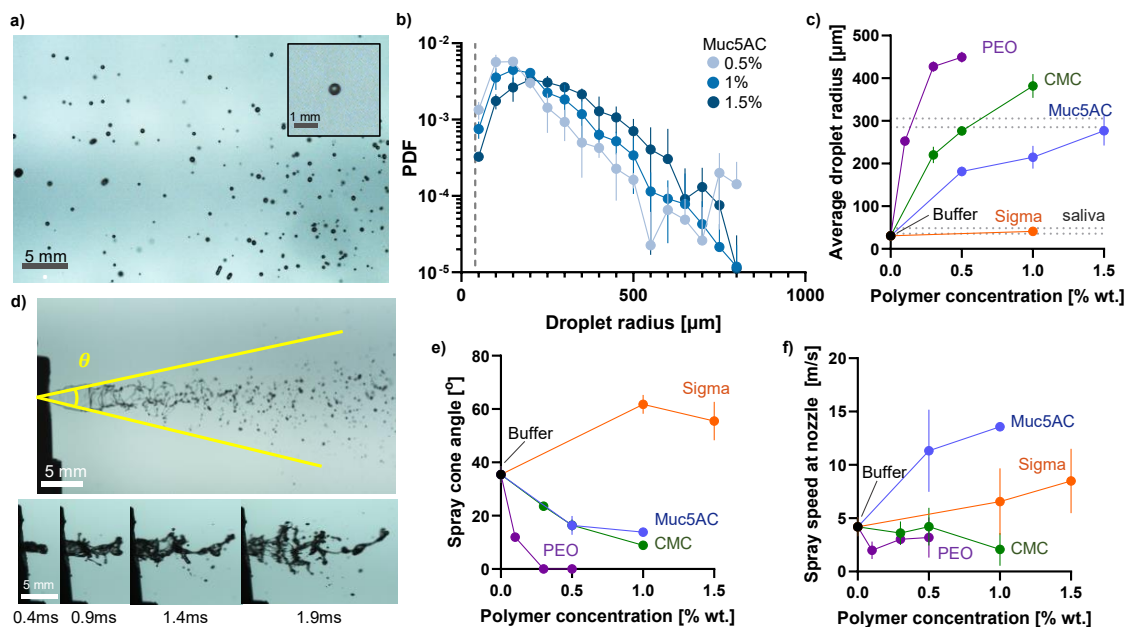 a)
1 mm
5 mm
b)
Muc5AC
0.5%
1%
1.5%
10-2
10-3
10-4
10-5
PDF
0
500
1000
Droplet radius [µm]
c)
500
400
300
200
100
0
Average droplet radius [µm]
PEO
CMC
Muc5AC
Buffer
Sigma
saliva
0.0
0.5
1.0
1.5
Polymer concentration [% wt.]
d)
θ
5 mm
5 mm
0.4ms
0.9ms
1.4ms
1.9ms
e)
80
60
40
20
0
Spray cone angle [º]
Sigma
Buffer
Muc5AC
PEO
CMC
0.0
0.5
1.0
1.5
Polymer concentration [% wt.]
f)
20
15
10
5
0
Spray speed at nozzle [m/s]
Muc5AC
Buffer
Sigma
PEO
CMC
0.0
0.5
1.0
1.5
Polymer concentration [% wt.]